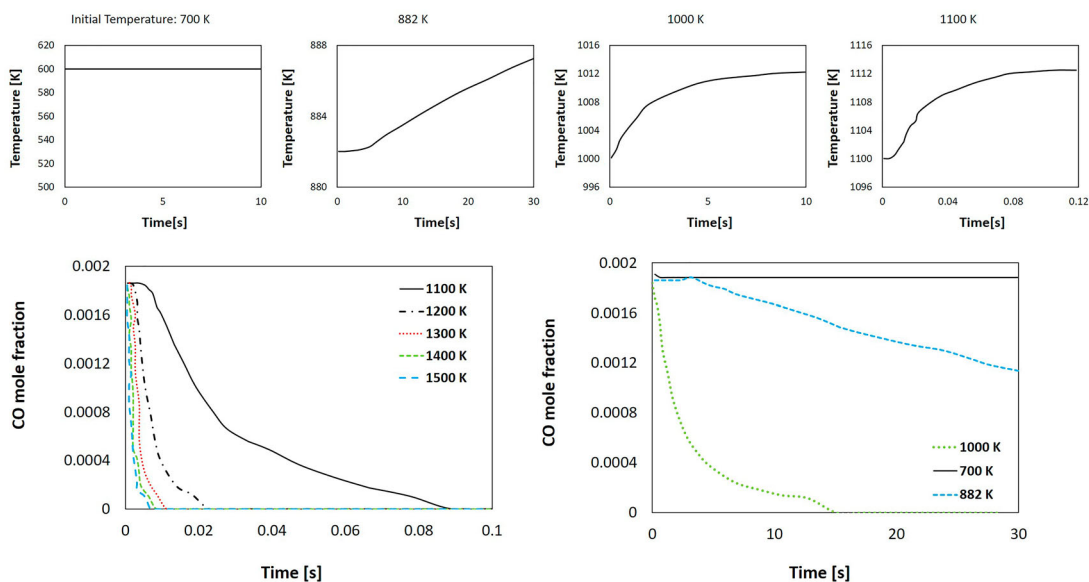 Initial Temperature: 700 K
882 K
1000 K
1100 K
Temperature [K]
620
600
580
560
540
520
500
0
5
10
Time[s]
Temperature [K]
888
884
880
0
10
20
30
Time[s]
Temperature [K]
1016
1012
1008
1004
1000
996
0
5
10
Time[s]
Temperature [K]
1116
1112
1108
1104
1100
1096
0
0.04
0.08
0.12
Time[s]
CO mole fraction
0.002
0.0016
0.0012
0.0008
0.0004
0
1100 K
1200 K
1300 K
1400 K
1500 K
0
0.02
0.04
0.06
0.08
0.1
Time [s]
CO mole fraction
0.002
0.0016
0.0012
0.0008
0.0004
0
1000 K
700 K
882 K
0
10
20
30
Time [s]